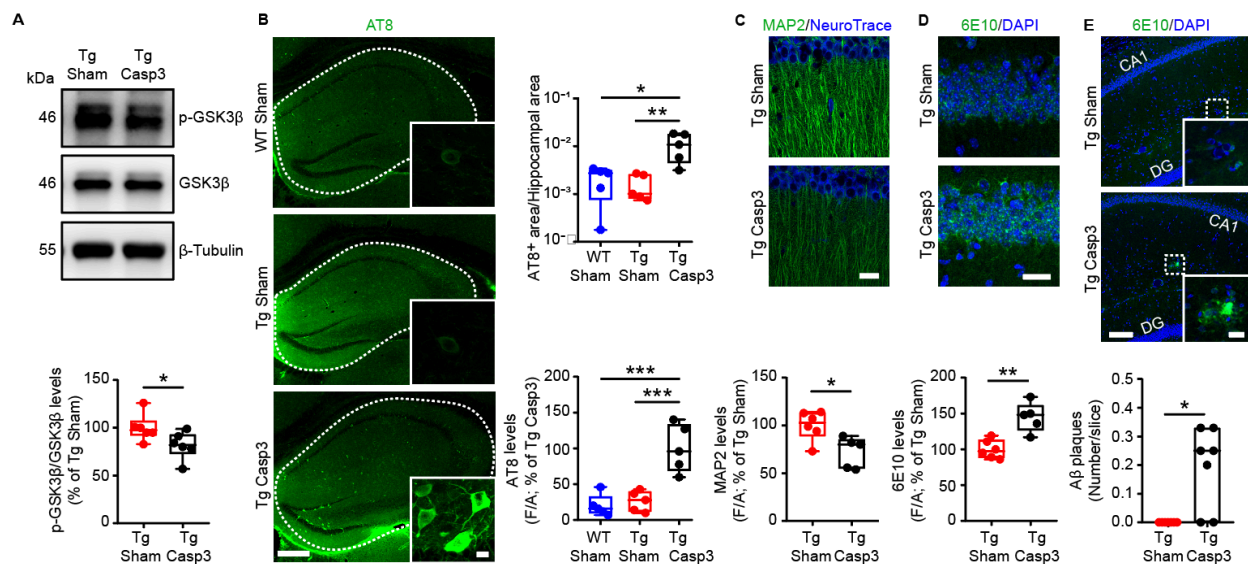 A
Tg
Sham
Tg
Casp3
kDa
46
p-GSK3β
46
GSK3β
55
β-Tubulin
p-GSK3β/GSK3β levels
(% of Tg Sham)
150
100
50
0
*
Tg
Sham
Tg
Casp3
B
AT8
WT Sham
Tg Sham
Tg Casp3
AT8+ area/Hippocampal area
10⁻¹
10⁻²
10⁻³
*
**
WT
Sham
Tg
Sham
Tg
Casp3
AT8 levels
(F/A; % of Tg Casp3)
200
150
100
50
0
***
***
WT
Sham
Tg
Sham
Tg
Casp3
C
MAP2/NeuroTrace
Tg Sham
Tg Casp3
MAP2 levels
(F/A; % of Tg Sham)
150
100
50
0
*
Tg
Sham
Tg
Casp3
D
6E10/DAPI
Tg Sham
Tg Casp3
6E10 levels
(F/A; % of Tg Sham)
200
150
100
50
0
**
Tg
Sham
Tg
Casp3
E
6E10/DAPI
Tg Sham
CA1
DG
Tg Casp3
CA1
DG
Aβ plaques
(Number/slice)
0.5
0.4
0.3
0.2
0.1
0.0
*
Tg
Sham
Tg
Casp3